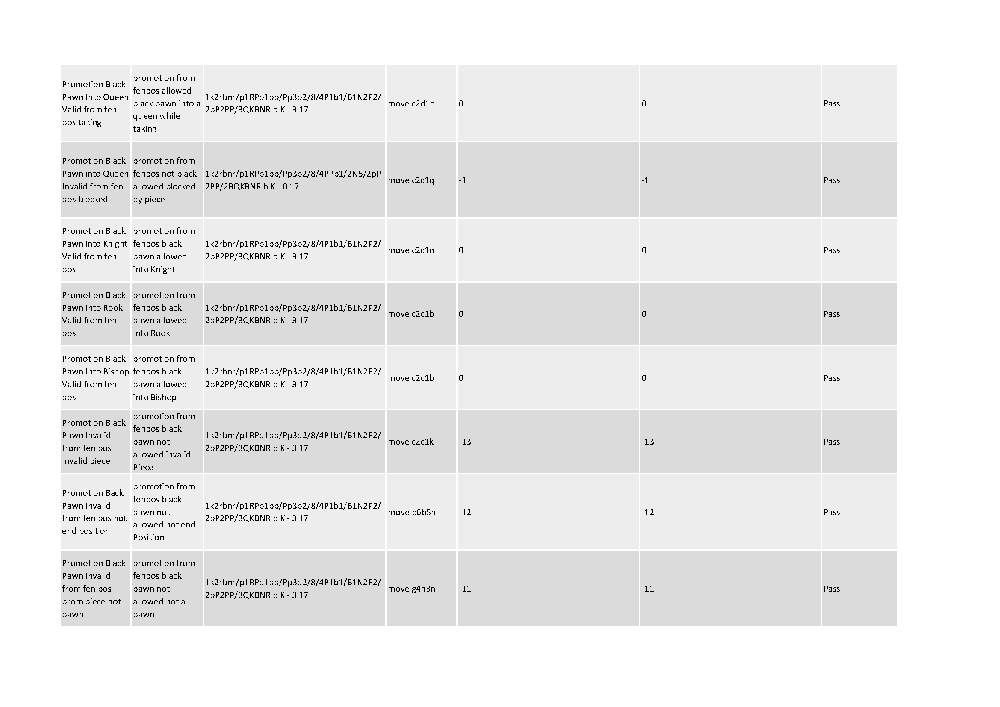 Promotion Black
Pawn Into Queen
Valid from fen
pos taking
promotion from
fenpos allowed
black pawn into a
queen while
taking
1k2rbnr/p1RPp1pp/Pp3p2/8/4P1b1/B1N2P2/
2pP2PP/3QKBNR b K - 3 17
move c2d1q
0
0
Pass
Promotion Black
Pawn into Queen
Invalid from fen
pos blocked
promotion from
fenpos not black
allowed blocked
by piece
1k2rbnr/p1RPp1pp/Pp3p2/8/4PPb1/2N5/2pP
2PP/2BQKBNR b K - 0 17
move c2c1q
-1
-1
Pass
Promotion Black
Pawn into Knight
Valid from fen
pos
promotion from
fenpos black
pawn allowed
into Knight
1k2rbnr/p1RPp1pp/Pp3p2/8/4P1b1/B1N2P2/
2pP2PP/3QKBNR b K - 3 17
move c2c1n
0
0
Pass
Promotion Black
Pawn Into Rook
Valid from fen
pos
promotion from
fenpos black
pawn allowed
into Rook
1k2rbnr/p1RPp1pp/Pp3p2/8/4P1b1/B1N2P2/
2pP2PP/3QKBNR b K - 3 17
move c2c1b
0
0
Pass
Promotion Black
Pawn Into Bishop
Valid from fen
pos
promotion from
fenpos black
pawn allowed
into Bishop
1k2rbnr/p1RPp1pp/Pp3p2/8/4P1b1/B1N2P2/
2pP2PP/3QKBNR b K - 3 17
move c2c1b
0
0
Pass
Promotion Black
Pawn Invalid
from fen pos
invalid piece
promotion from
fenpos black
pawn not
allowed invalid
Piece
1k2rbnr/p1RPp1pp/Pp3p2/8/4P1b1/B1N2P2/
2pP2PP/3QKBNR b K - 3 17
move c2c1k
-13
-13
Pass
Promotion Back
Pawn Invalid
from fen pos not
end position
promotion from
fenpos black
pawn not
allowed not end
Position
1k2rbnr/p1RPp1pp/Pp3p2/8/4P1b1/B1N2P2/
2pP2PP/3QKBNR b K - 3 17
move b6b5n
-12
-12
Pass
Promotion Black
Pawn Invalid
from fen pos
prom piece not
pawn
promotion from
fenpos black
pawn not
allowed not a
pawn
1k2rbnr/p1RPp1pp/Pp3p2/8/4P1b1/B1N2P2/
2pP2PP/3QKBNR b K - 3 17
move g4h3n
-11
-11
Pass